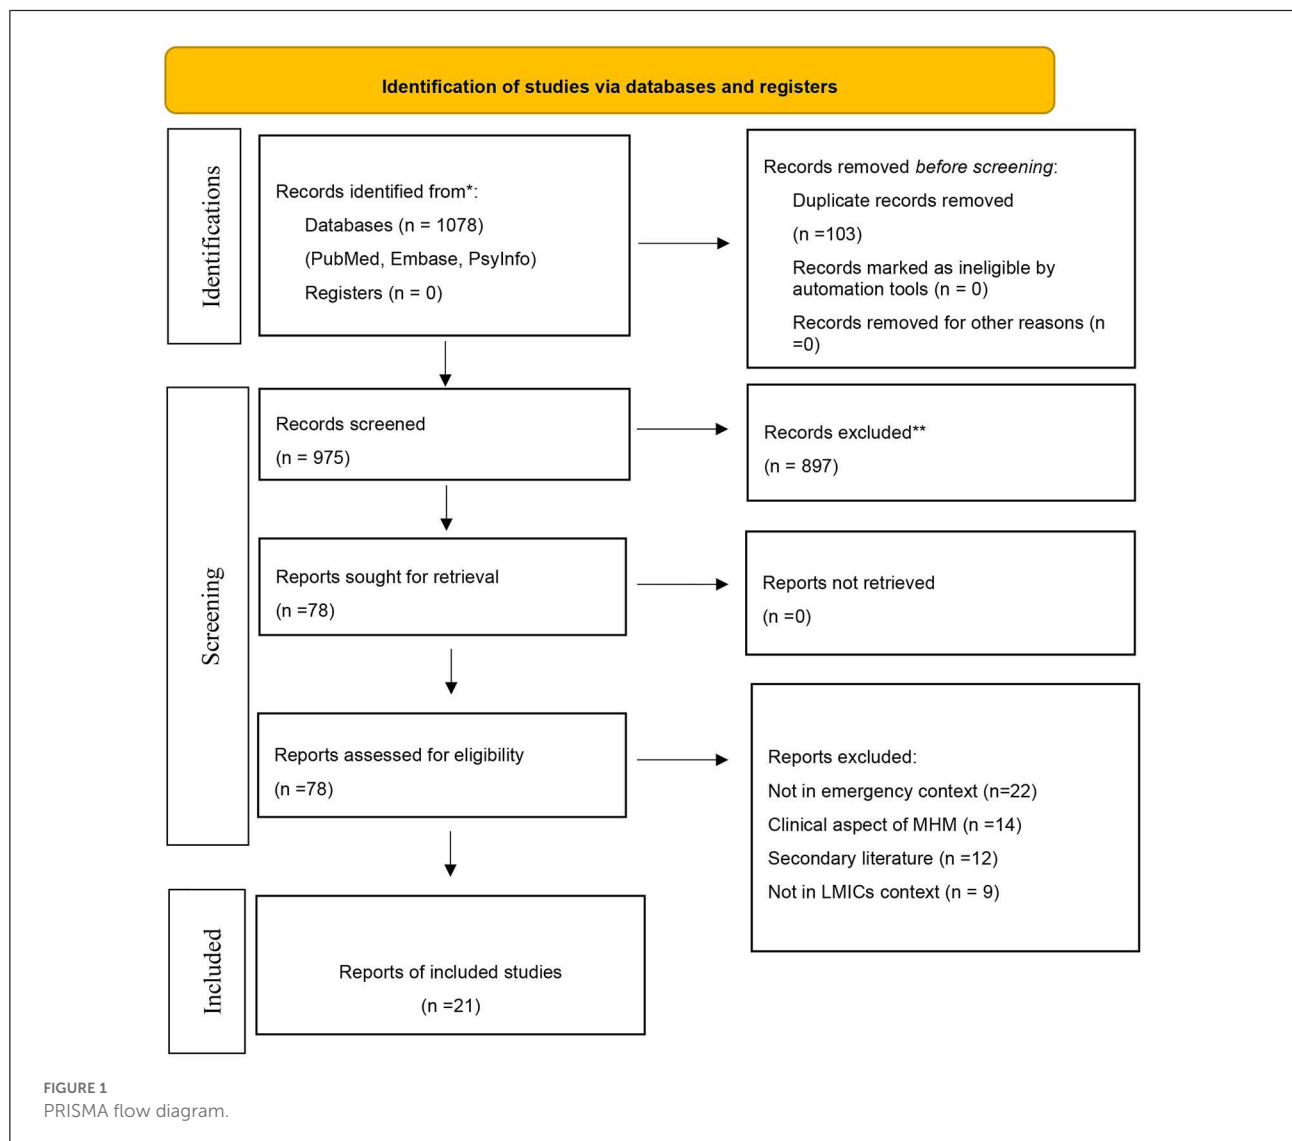 Identification of studies via databases and registers
Identifications
Records identified from*:
Databases (n = 1078)
(PubMed, Embase, PsyInfo)
Registers (n = 0)
Records removed before screening:
Duplicate records removed
(n =103)
Records marked as ineligible by
automation tools (n = 0)
Records removed for other reasons (n
=0)
Screening
Records screened
(n = 975)
Records excluded**
(n = 897)
Reports sought for retrieval
(n =78)
Reports not retrieved
(n =0)
Reports assessed for eligibility
(n =78)
Reports excluded:
Not in emergency context (n=22)
Clinical aspect of MHM (n =14)
Secondary literature (n =12)
Not in LMICs context (n = 9)
Included
Reports of included studies
(n =21)
FIGURE 1
PRISMA flow diagram.